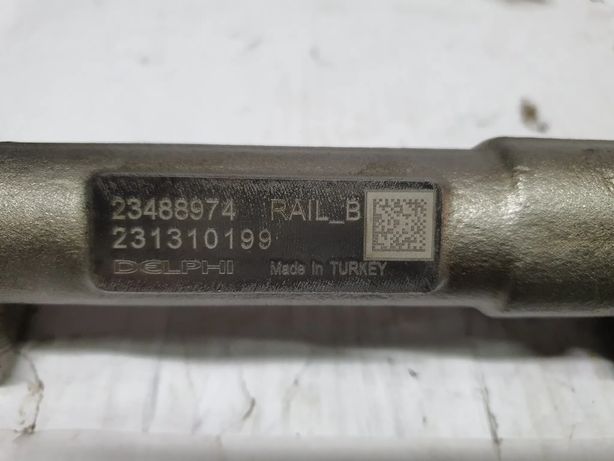 23488974 RAIL_B
231310199
DELPHI Made in TURKEY